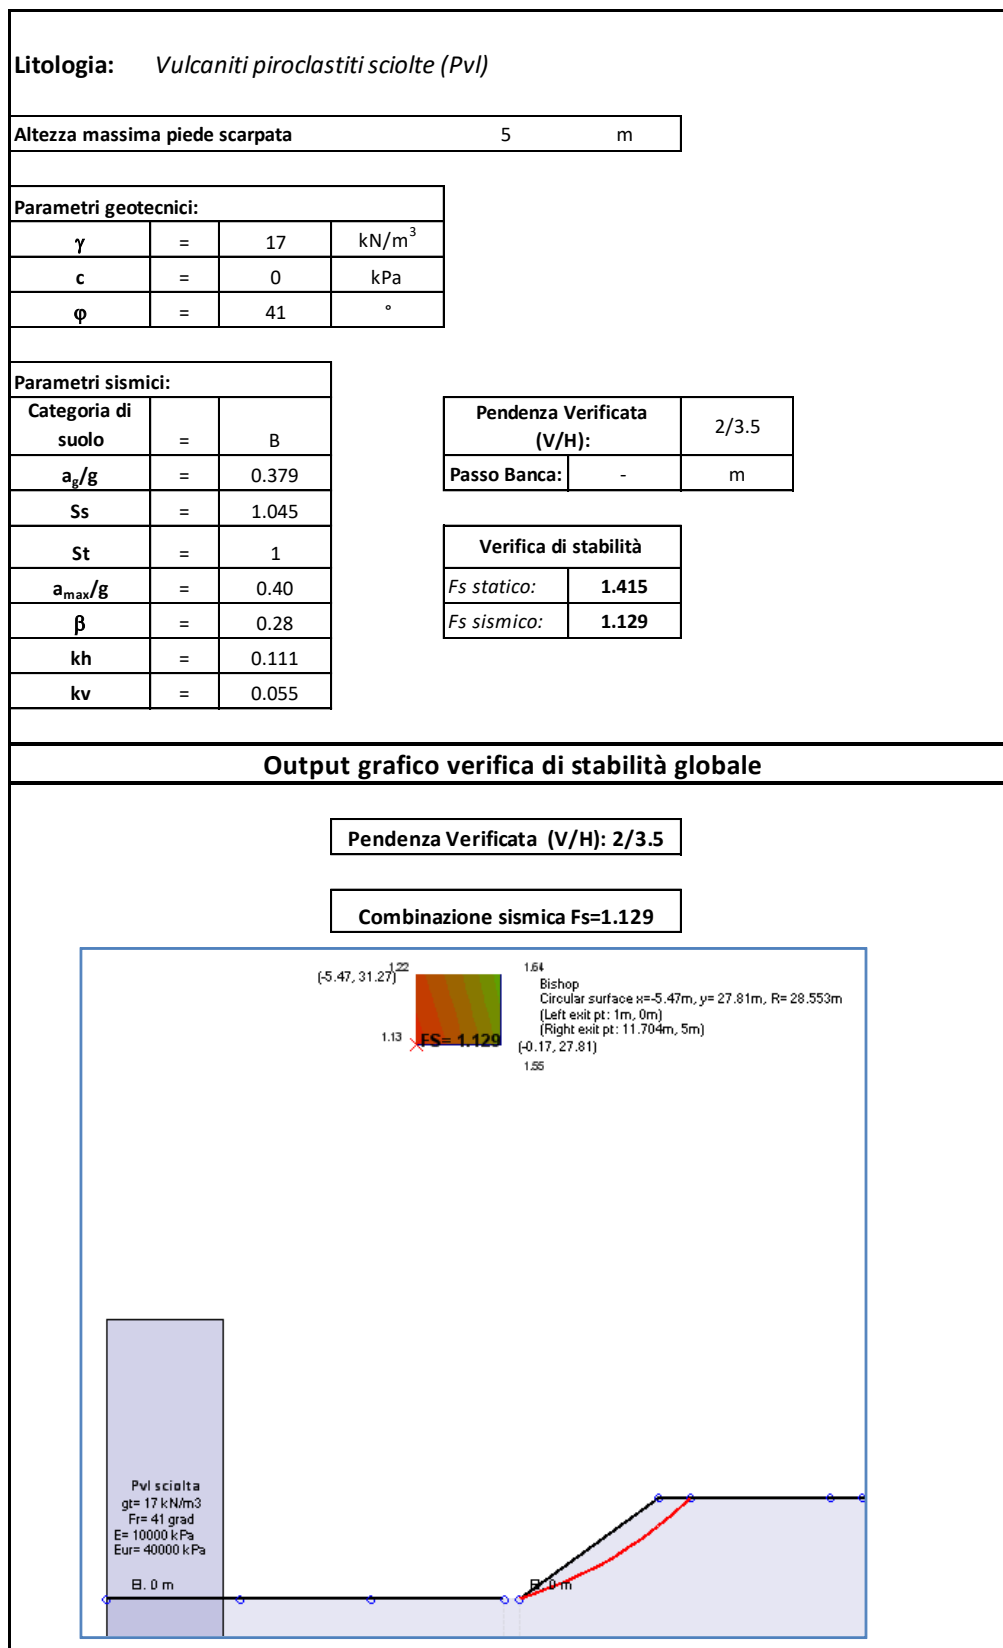 Litologia: Vulcaniti piroclastiti sciolte (Pvl)
Altezza massima piede scarpata 5 m
Parametri geotecnici:
γ = 17 kN/m³
c = 0 kPa
φ = 41 °
Parametri sismici:
Categoria di suolo = B
ag/g = 0.379
Ss = 1.045
St = 1
amax/g = 0.40
β = 0.28
kh = 0.111
kv = 0.055
Pendenza Verificata (V/H): 2/3.5
Passo Banca: - m
Verifica di stabilità
Fs statico: 1.415
Fs sismico: 1.129
Output grafico verifica di stabilità globale
Pendenza Verificata (V/H): 2/3.5
Combinazione sismica Fs=1.129
(-5.47, 31.27)
1.22
1.64
Bishop
Circular surface x=-5.47m, y= 27.81m, R= 28.553m
(Left exit pt: 1m, 0m)
(Right exit pt: 11.704m, 5m)
1.13
FS= 1.129
(-0.17, 27.81)
1.55
Pvl sciolta
gt= 17 kN/m3
Fr= 41 grad
E= 10000 kPa
Eur= 40000 kPa
El. 0 m
El. 0 m